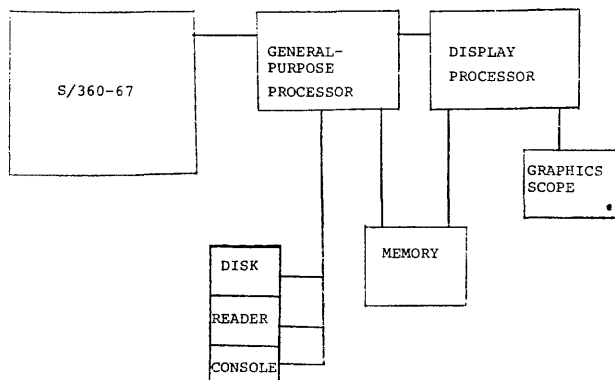 S/360-67
GENERAL-
PURPOSE
PROCESSOR
DISPLAY
PROCESSOR
GRAPHICS
SCOPE
MEMORY
DISK
READER
CONSOLE